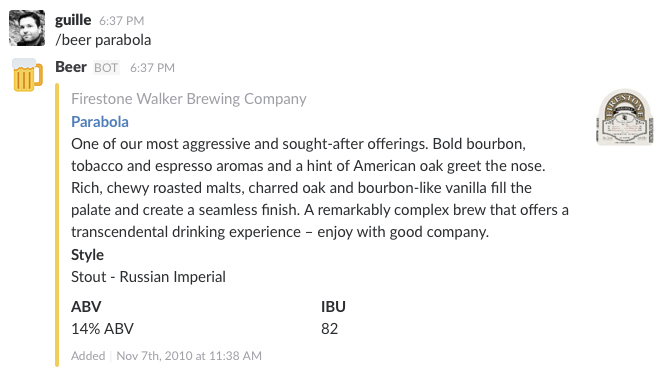 guille 6:37 PM
/beer parabola
Beer BOT 6:37 PM
Firestone Walker Brewing Company
Parabola
One of our most aggressive and sought-after offerings. Bold bourbon,
tobacco and espresso aromas and a hint of American oak greet the nose.
Rich, chewy roasted malts, charred oak and bourbon-like vanilla fill the
palate and create a seamless finish. A remarkably complex brew that offers a
transcendental drinking experience – enjoy with good company.
Style
Stout - Russian Imperial
ABV IBU
14% ABV 82
Added | Nov 7th, 2010 at 11:38 AM
FIRESTONE